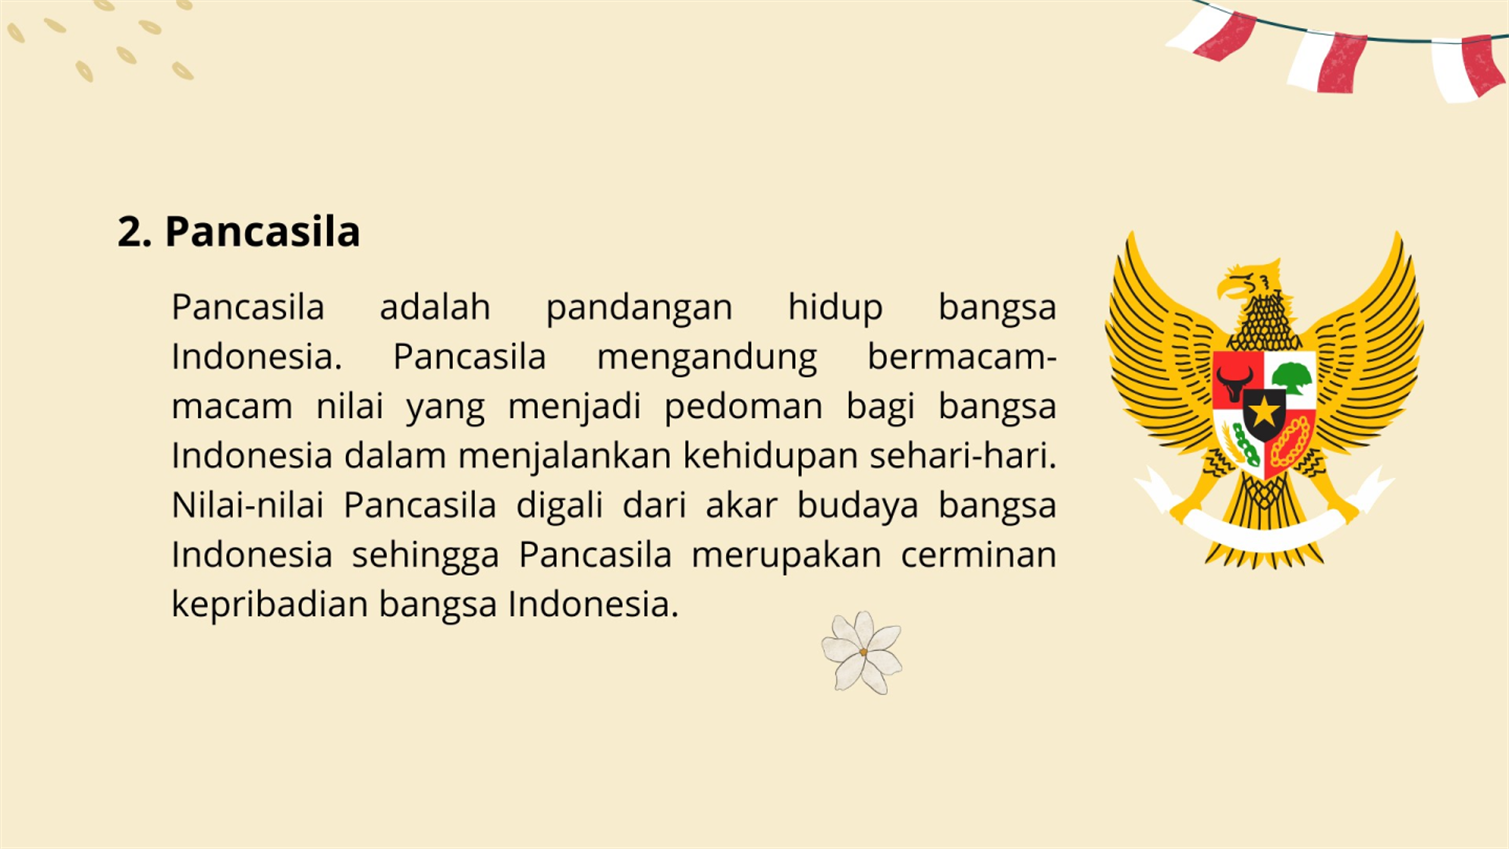 2. Pancasila
Pancasila adalah pandangan hidup bangsa
Indonesia. Pancasila mengandung bermacam-
macam nilai yang menjadi pedoman bagi bangsa
Indonesia dalam menjalankan kehidupan sehari-hari.
Nilai-nilai Pancasila digali dari akar budaya bangsa
Indonesia sehingga Pancasila merupakan cerminan
kepribadian bangsa Indonesia.